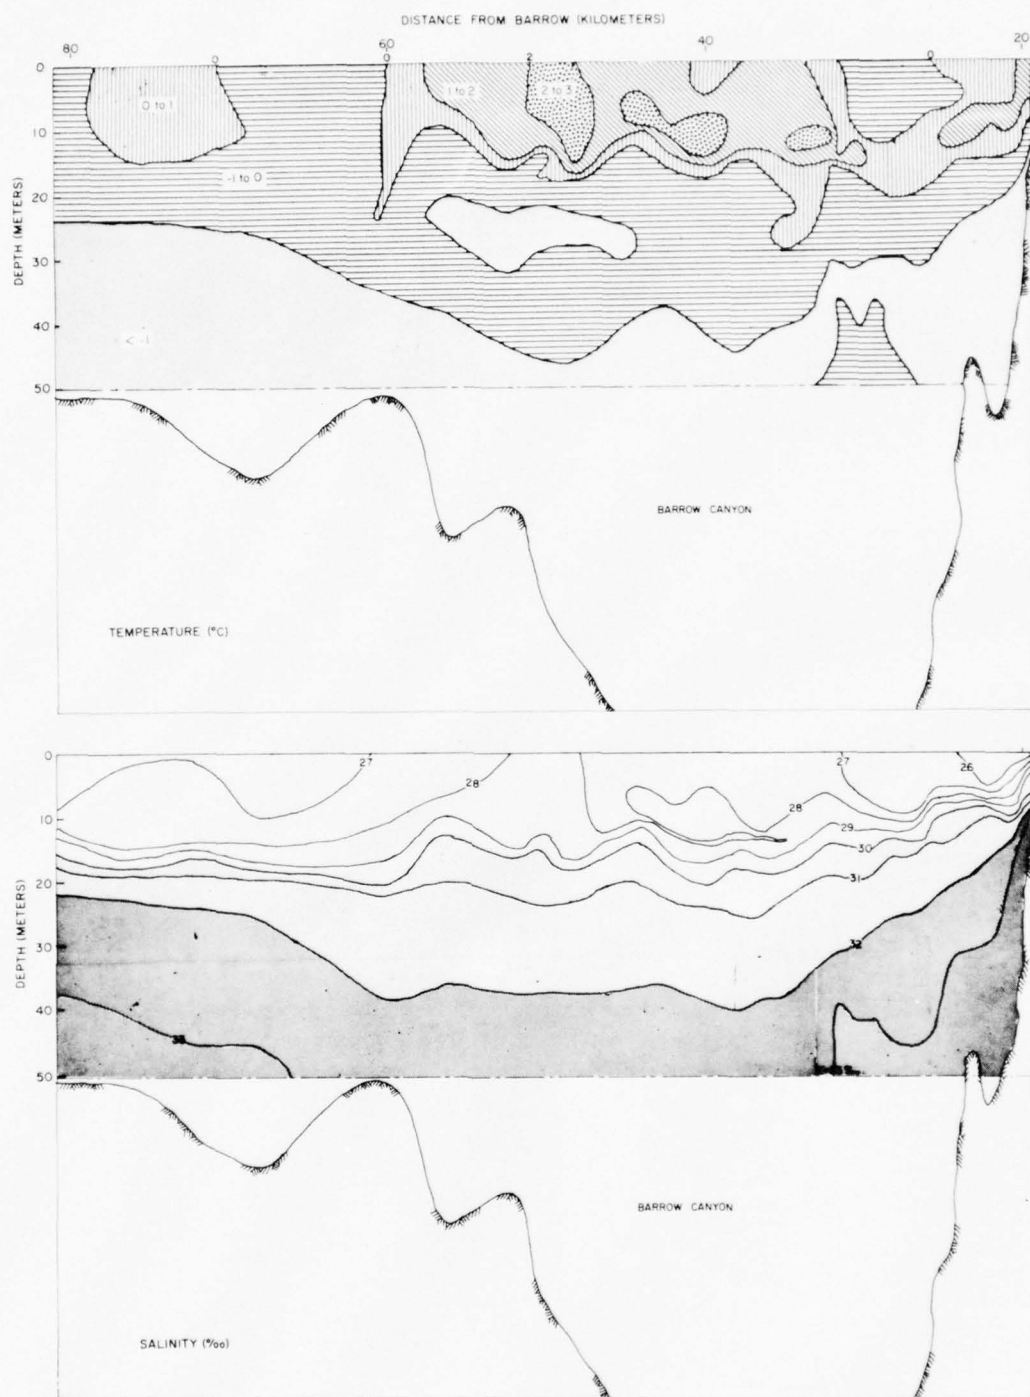 DISTANCE FROM BARROW (KILOMETERS)
80 60 40 20
0 0 2 0
0
10
20
30
40
50
DEPTH (METERS)
0 to 1
1 to 2
2 to 3
-1 to 0
< -1
BARROW CANYON
TEMPERATURE (°C)
0
10
20
30
40
50
DEPTH (METERS)
27
28
27
26
28
29
30
31
32
33
BARROW CANYON
SALINITY (‰)